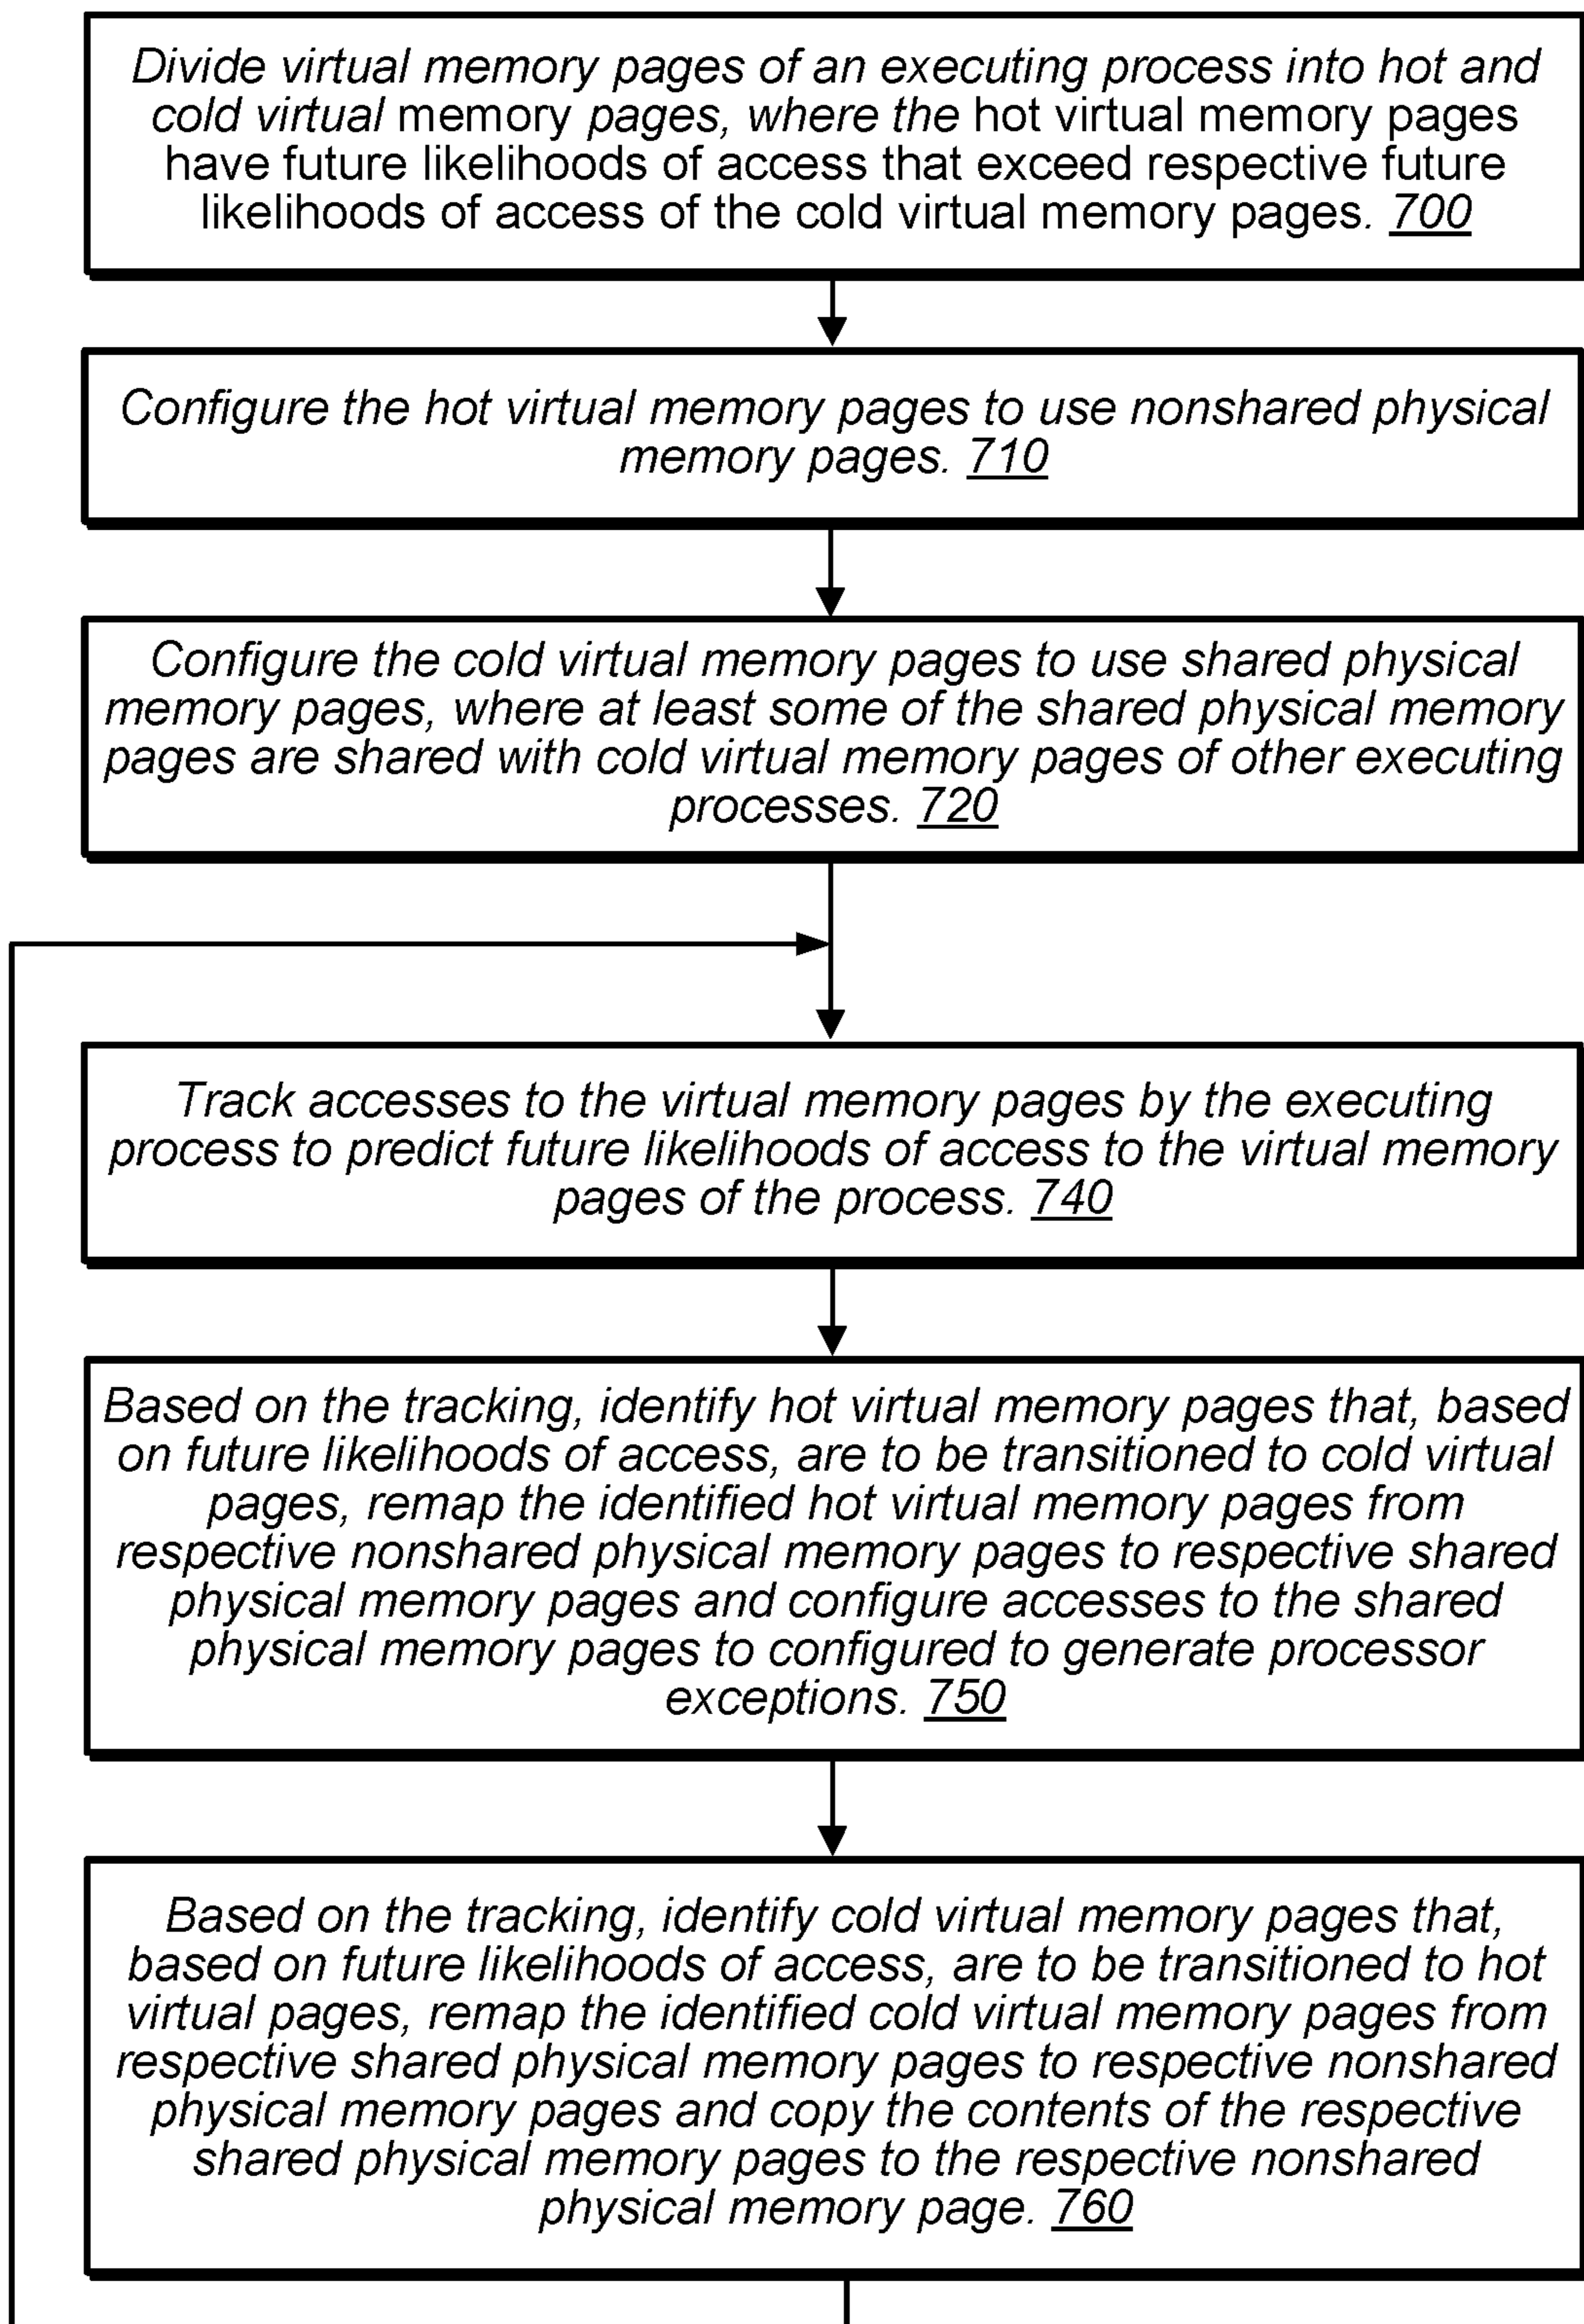 Divide virtual memory pages of an executing process into hot and
cold virtual memory pages, where the hot virtual memory pages
have future likelihoods of access that exceed respective future
likelihoods of access of the cold virtual memory pages. 700
Configure the hot virtual memory pages to use nonshared physical
memory pages. 710
Configure the cold virtual memory pages to use shared physical
memory pages, where at least some of the shared physical memory
pages are shared with cold virtual memory pages of other executing
processes. 720
Track accesses to the virtual memory pages by the executing
process to predict future likelihoods of access to the virtual memory
pages of the process. 740
Based on the tracking, identify hot virtual memory pages that, based
on future likelihoods of access, are to be transitioned to cold virtual
pages, remap the identified hot virtual memory pages from
respective nonshared physical memory pages to respective shared
physical memory pages and configure accesses to the shared
physical memory pages to configured to generate processor
exceptions. 750
Based on the tracking, identify cold virtual memory pages that,
based on future likelihoods of access, are to be transitioned to hot
virtual pages, remap the identified cold virtual memory pages from
respective shared physical memory pages to respective nonshared
physical memory pages and copy the contents of the respective
shared physical memory pages to the respective nonshared
physical memory page. 760